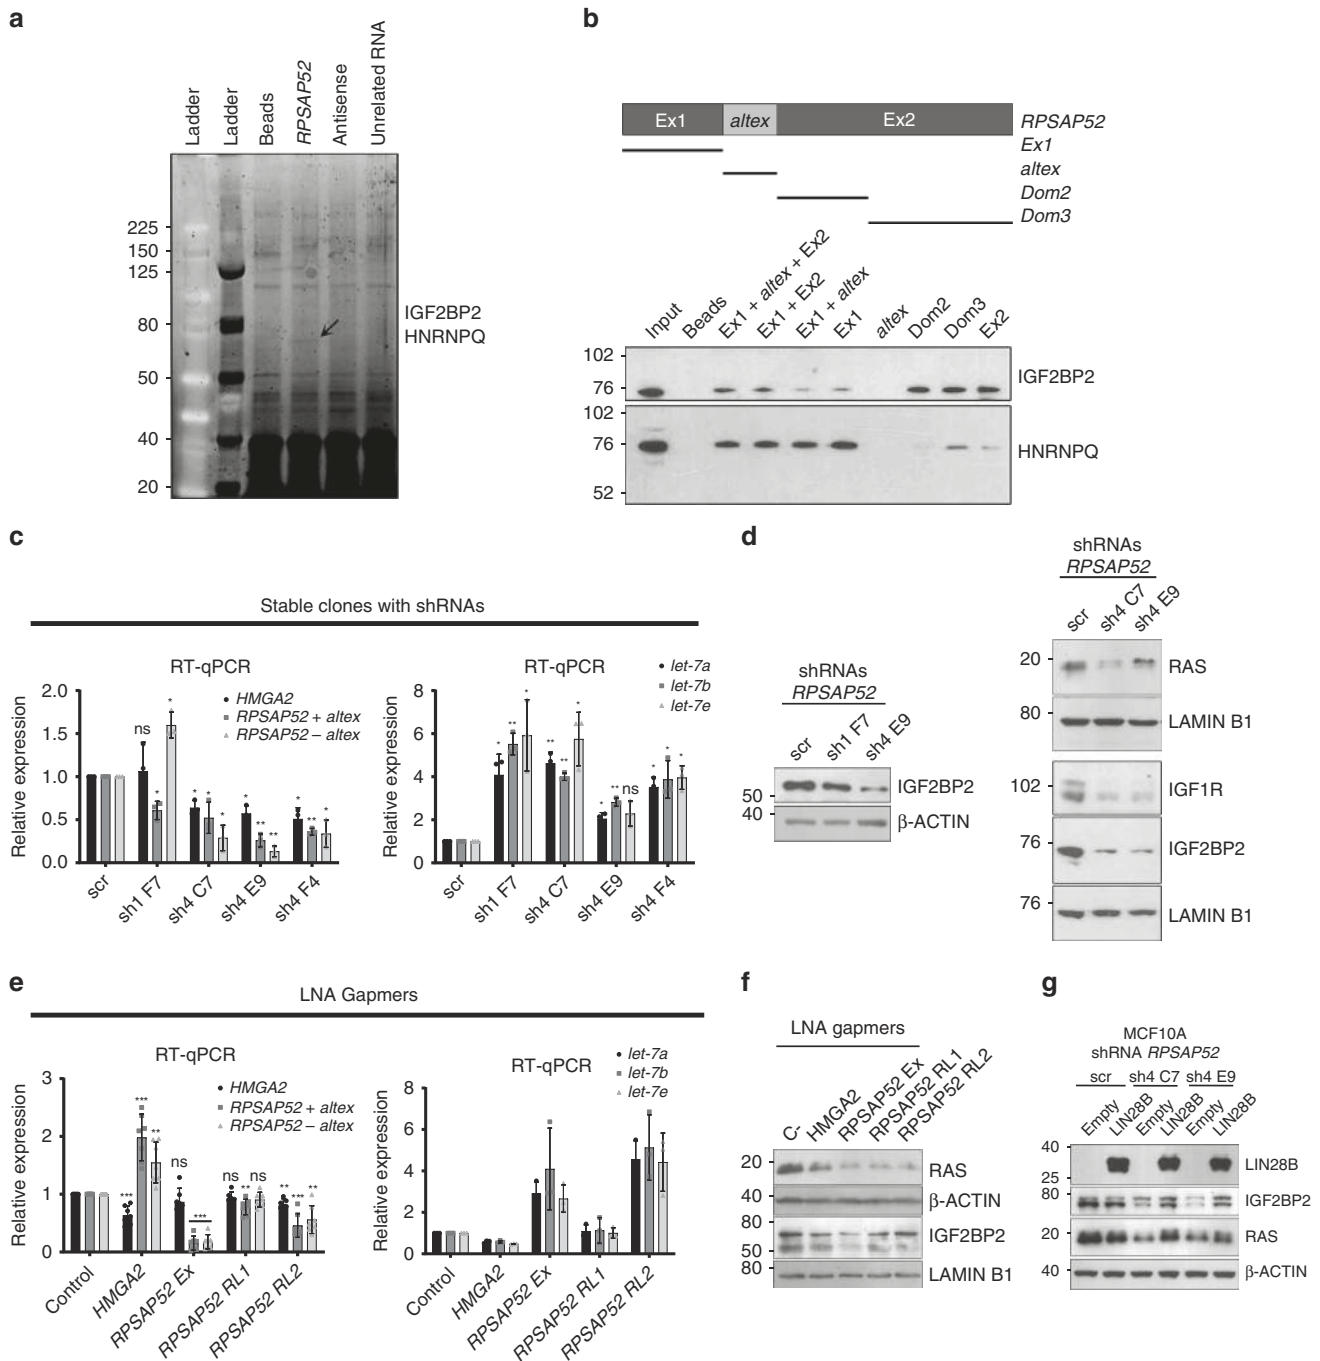 a
Ladder
Ladder
Beads
RPSAP52
Antisense
Unrelated RNA
225
150
125
80
50
40
20
IGF2BP2
HNRNPQ
b
Ex1
altex
Ex2
RPSAP52
Ex1
altex
Dom2
Dom3
Input
Beads
Ex1 + altex + Ex2
Ex1 + Ex2
Ex1 + altex
Ex1
altex
Dom2
Dom3
Ex2
102
76
IGF2BP2
102
76
52
HNRNPQ
c
Stable clones with shRNAs
RT-qPCR
HMGA2
RPSAP52 + altex
RPSAP52 – altex
Relative expression
2.0
1.5
1.0
0.5
0.0
ns
*
*
*
*
*
*
**
**
*
**
*
scr
sh1 F7
sh4 C7
sh4 E9
sh4 F4
RT-qPCR
let-7a
let-7b
let-7e
Relative expression
8
6
4
2
0
*
**
*
**
**
*
*
**
ns
*
*
*
scr
sh1 F7
sh4 C7
sh4 E9
sh4 F4
d
shRNAs
RPSAP52
scr
sh1 F7
sh4 E9
50
40
IGF2BP2
β-ACTIN
shRNAs
RPSAP52
scr
sh4 C7
sh4 E9
20
RAS
80
LAMIN B1
102
IGF1R
76
IGF2BP2
76
LAMIN B1
e
LNA Gapmers
RT-qPCR
HMGA2
RPSAP52 + altex
RPSAP52 – altex
Relative expression
3
2
1
0
***
***
**
ns
***
ns
**
ns
**
***
**
Control
HMGA2
RPSAP52 Ex
RPSAP52 RL1
RPSAP52 RL2
RT-qPCR
let-7a
let-7b
let-7e
Relative expression
8
6
4
2
0
Control
HMGA2
RPSAP52 Ex
RPSAP52 RL1
RPSAP52 RL2
f
LNA gapmers
C-
HMGA2
RPSAP52 Ex
RPSAP52 RL1
RPSAP52 RL2
20
RAS
40
β-ACTIN
80
50
IGF2BP2
80
LAMIN B1
g
MCF10A
shRNA RPSAP52
scr
sh4 C7
sh4 E9
Empty
LIN28B
Empty
LIN28B
Empty
LIN28B
40
25
LIN28B
80
IGF2BP2
20
RAS
40
β-ACTIN